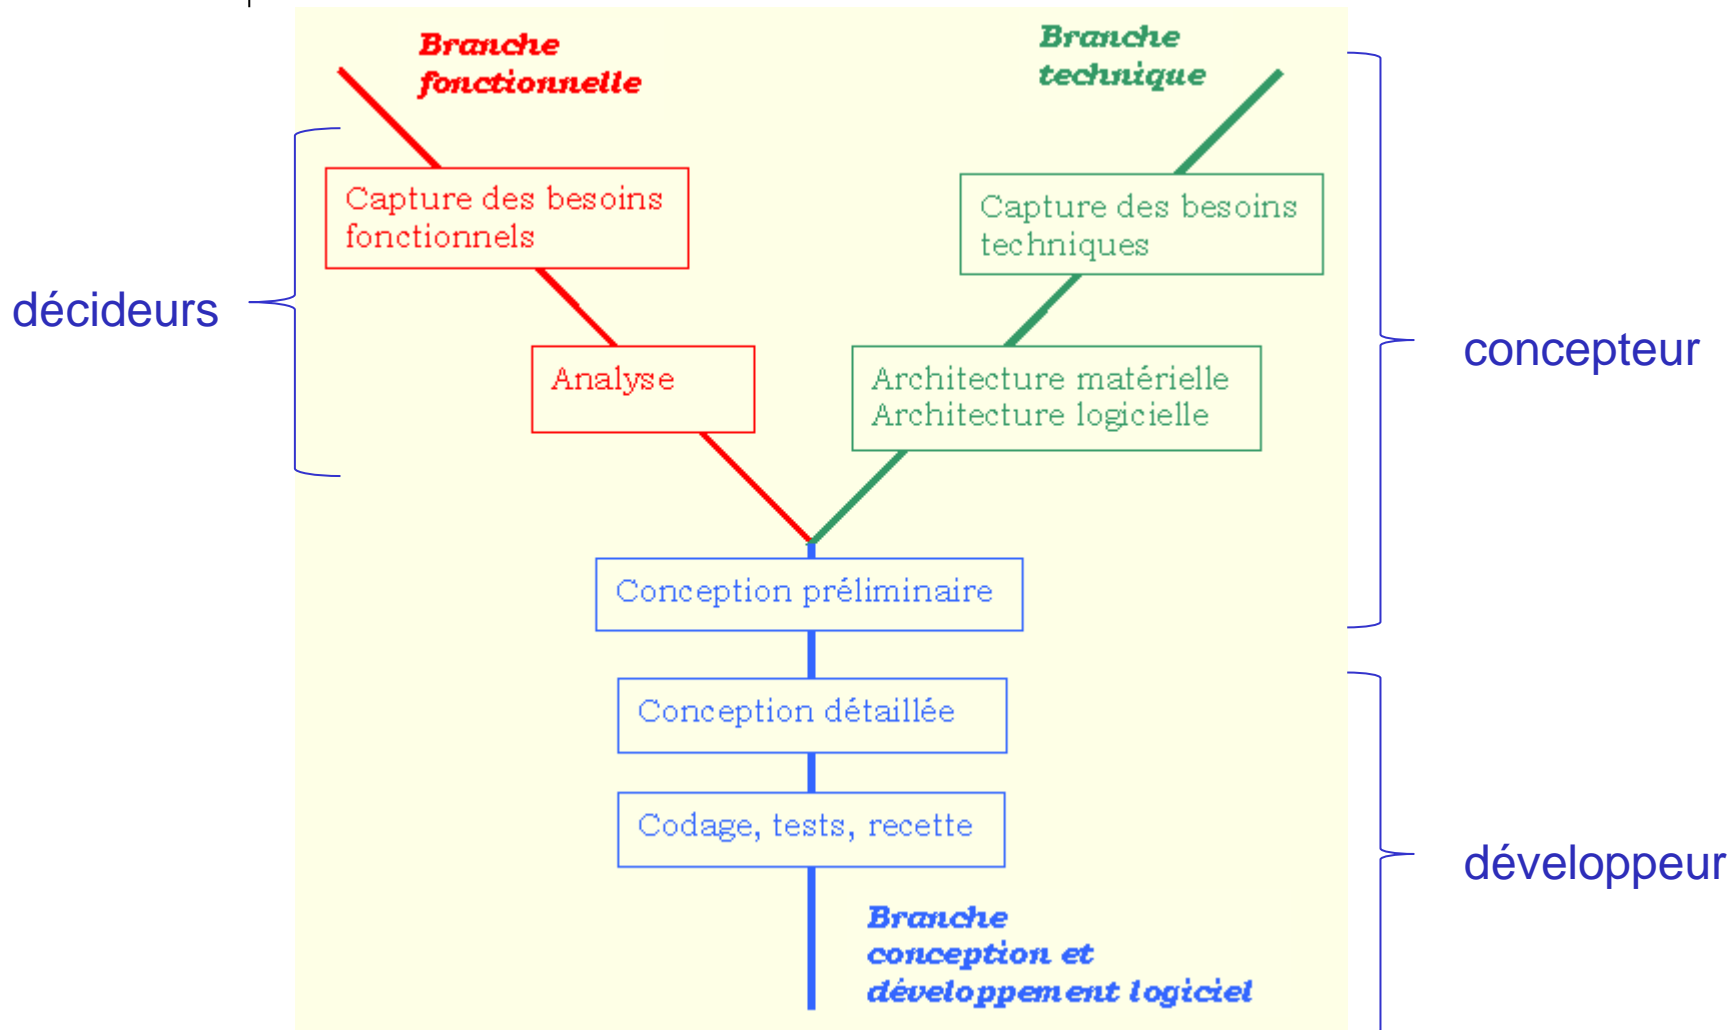 Branche
fonctionnelle
Branche
technique
Capture des besoins
fonctionnels
Capture des besoins
techniques
décideurs
concepteur
Analyse
Architecture matérielle
Architecture logicielle
Conception préliminaire
Conception détaillée
Codage, tests, recette
développeur
Branche
conception et
développement logiciel